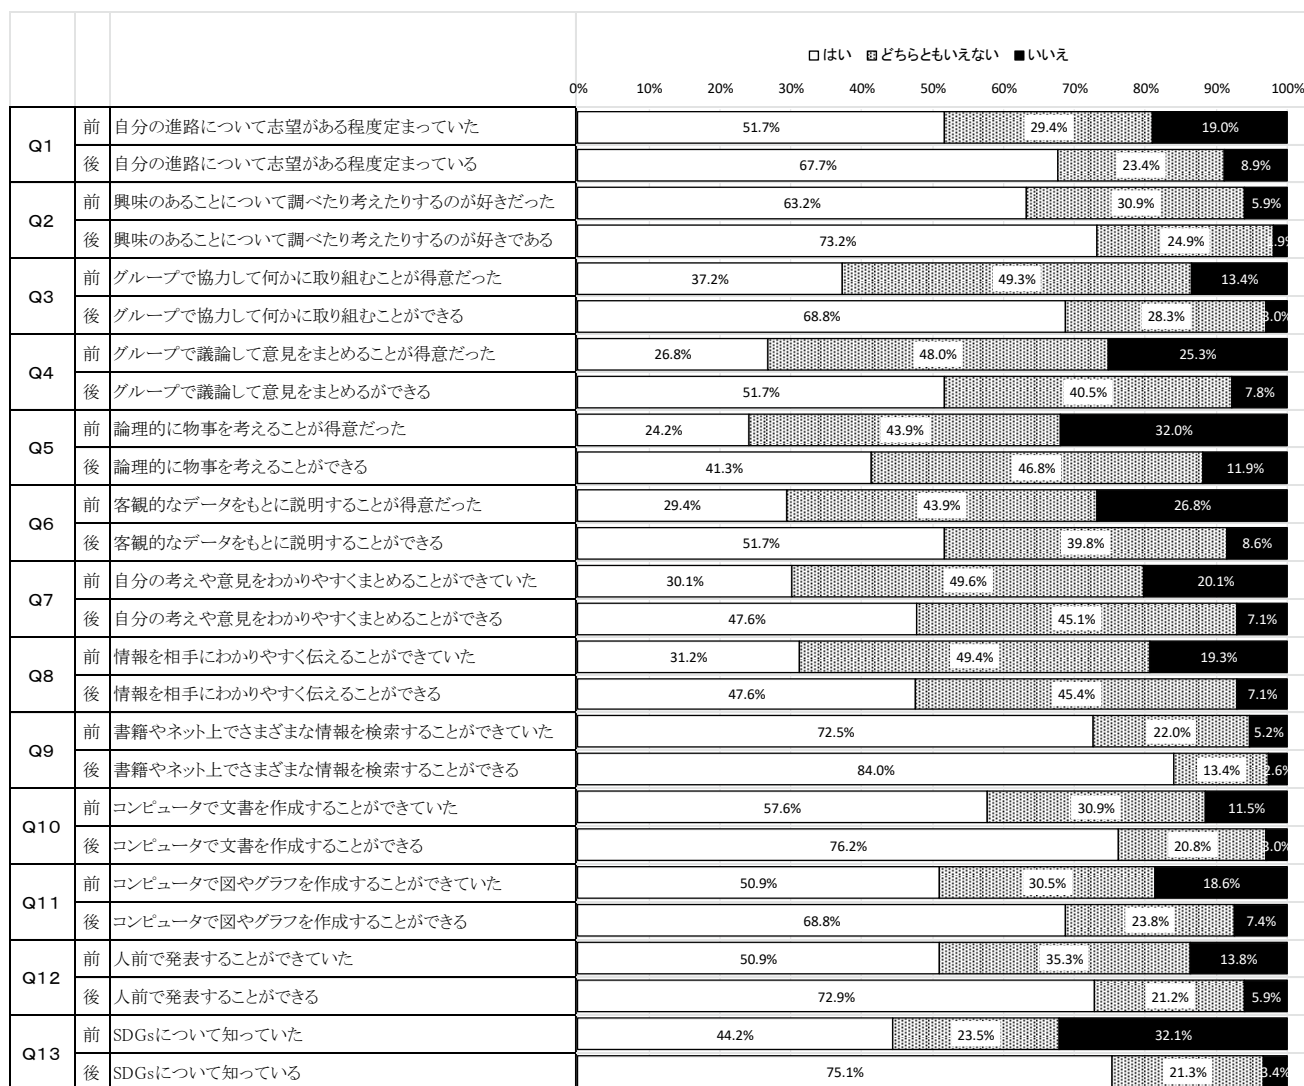 □はい ▩どちらともいえない ■いいえ
0% 10% 20% 30% 40% 50% 60% 70% 80% 90% 100%
Q1
前 自分の進路について志望がある程度定まっていた 51.7% 29.4% 19.0%
後 自分の進路について志望がある程度定まっている 67.7% 23.4% 8.9%
Q2
前 興味のあることについて調べたり考えたりするのが好きだった 63.2% 30.9% 5.9%
後 興味のあることについて調べたり考えたりするのが好きである 73.2% 24.9% .9%
Q3
前 グループで協力して何かに取り組むことが得意だった 37.2% 49.3% 13.4%
後 グループで協力して何かに取り組むことができる 68.8% 28.3% 3.0%
Q4
前 グループで議論して意見をまとめることが得意だった 26.8% 48.0% 25.3%
後 グループで議論して意見をまとめるができる 51.7% 40.5% 7.8%
Q5
前 論理的に物事を考えることが得意だった 24.2% 43.9% 32.0%
後 論理的に物事を考えることができる 41.3% 46.8% 11.9%
Q6
前 客観的なデータをもとに説明することが得意だった 29.4% 43.9% 26.8%
後 客観的なデータをもとに説明することができる 51.7% 39.8% 8.6%
Q7
前 自分の考えや意見をわかりやすくまとめることができていた 30.1% 49.6% 20.1%
後 自分の考えや意見をわかりやすくまとめることができる 47.6% 45.1% 7.1%
Q8
前 情報を相手にわかりやすく伝えることができていた 31.2% 49.4% 19.3%
後 情報を相手にわかりやすく伝えることができる 47.6% 45.4% 7.1%
Q9
前 書籍やネット上でさまざまな情報を検索することができていた 72.5% 22.0% 5.2%
後 書籍やネット上でさまざまな情報を検索することができる 84.0% 13.4% 2.6%
Q10
前 コンピュータで文書を作成することができていた 57.6% 30.9% 11.5%
後 コンピュータで文書を作成することができる 76.2% 20.8% 3.0%
Q11
前 コンピュータで図やグラフを作成することができていた 50.9% 30.5% 18.6%
後 コンピュータで図やグラフを作成することができる 68.8% 23.8% 7.4%
Q12
前 人前で発表することができていた 50.9% 35.3% 13.8%
後 人前で発表することができる 72.9% 21.2% 5.9%
Q13
前 SDGsについて知っていた 44.2% 23.5% 32.1%
後 SDGsについて知っている 75.1% 21.3% 3.4%